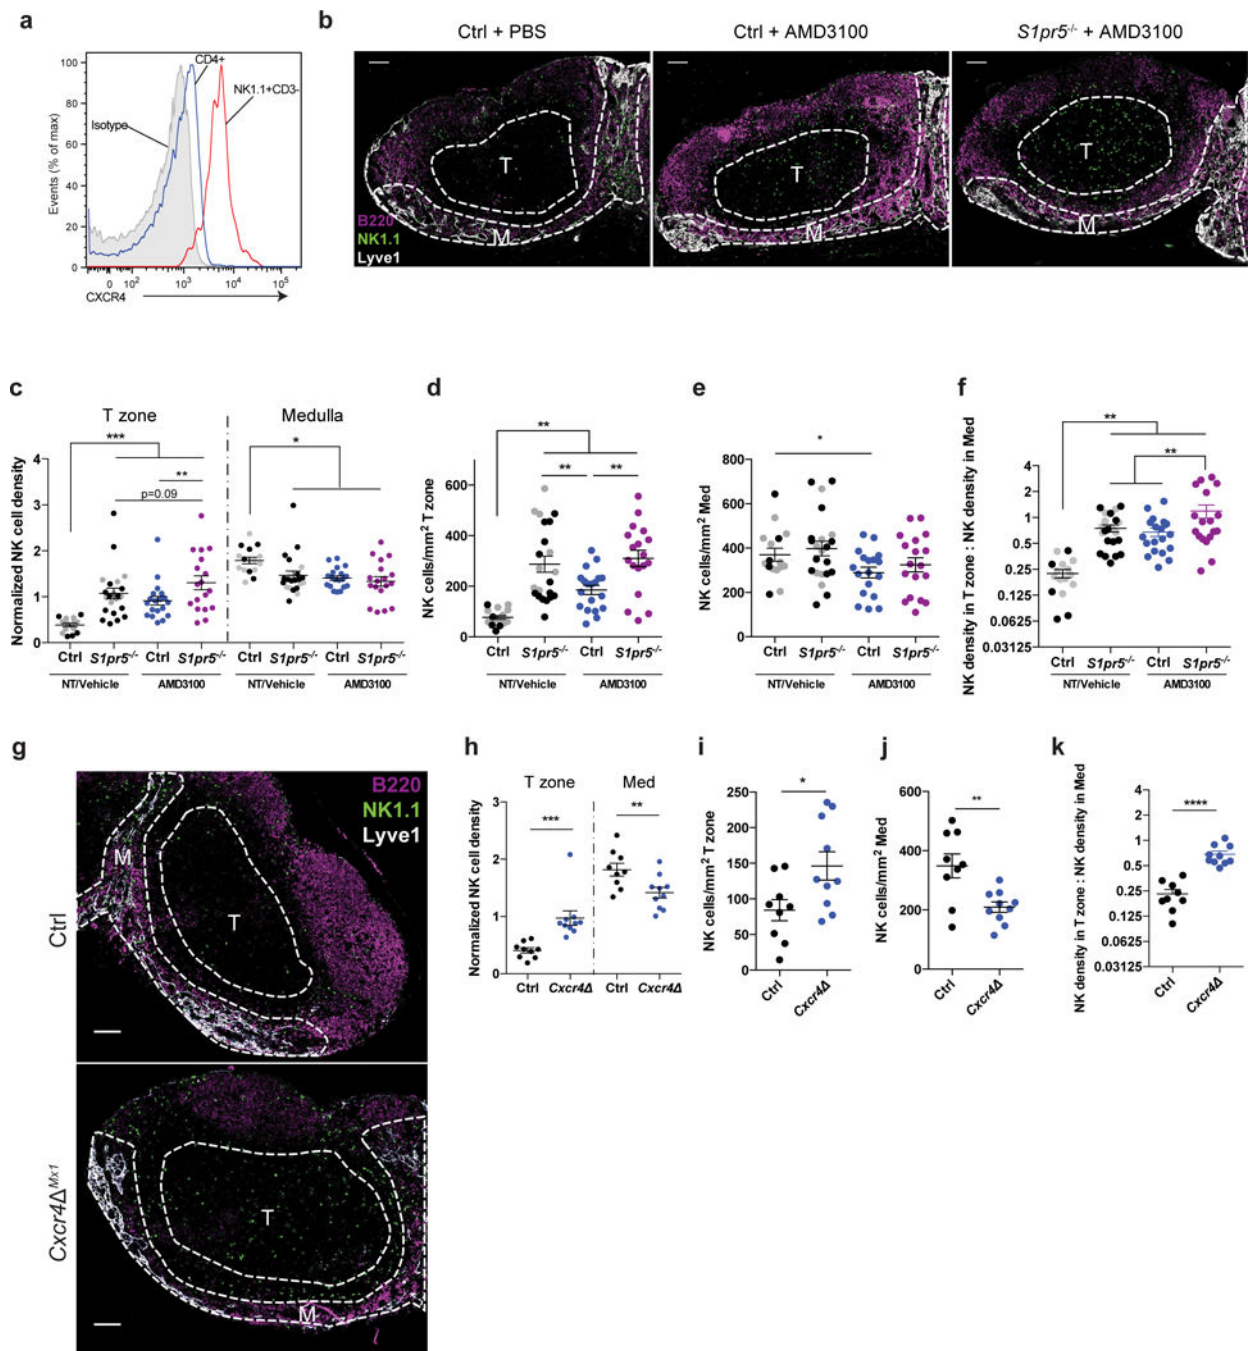 a
CD4+
NK1.1+CD3-
Isotype
Events (% of max)
100
80
60
40
20
0
0 10² 10³ 10⁴ 10⁵
CXCR4
b
Ctrl + PBS
Ctrl + AMD3100
S1pr5-/- + AMD3100
T
T
T
B220
NK1.1
Lyve1
M
M
M
c
T zone
Medulla
Normalized NK cell density
4
3
2
1
0
***
**
p=0.09
*
Ctrl S1pr5-/- Ctrl S1pr5-/- Ctrl S1pr5-/- Ctrl S1pr5-/-
NT/Vehicle AMD3100 NT/Vehicle AMD3100
d
NK cells/mm² T zone
600
400
200
0
**
** **
Ctrl S1pr5-/- Ctrl S1pr5-/-
NT/Vehicle AMD3100
e
NK cells/mm² Med
800
600
400
200
0
*
Ctrl S1pr5-/- Ctrl S1pr5-/-
NT/Vehicle AMD3100
f
NK density in T zone : NK density in Med
4
2
1
0.5
0.25
0.125
0.0625
0.03125
**
**
Ctrl S1pr5-/- Ctrl S1pr5-/-
NT/Vehicle AMD3100
g
Ctrl
B220
NK1.1
Lyve1
M
T
Cxcr4ΔMx1
T
M
h
T zone
Med
Normalized NK cell density
3
2
1
0
***
**
Ctrl Cxcr4Δ Ctrl Cxcr4Δ
i
NK cells/mm² T zone
250
200
150
100
50
0
*
Ctrl Cxcr4Δ
j
NK cells/mm² Med
600
400
200
0
**
Ctrl Cxcr4Δ
k
NK density in T zone : NK density in Med
4
2
1
0.5
0.25
0.125
0.0625
0.03125
****
Ctrl Cxcr4Δ